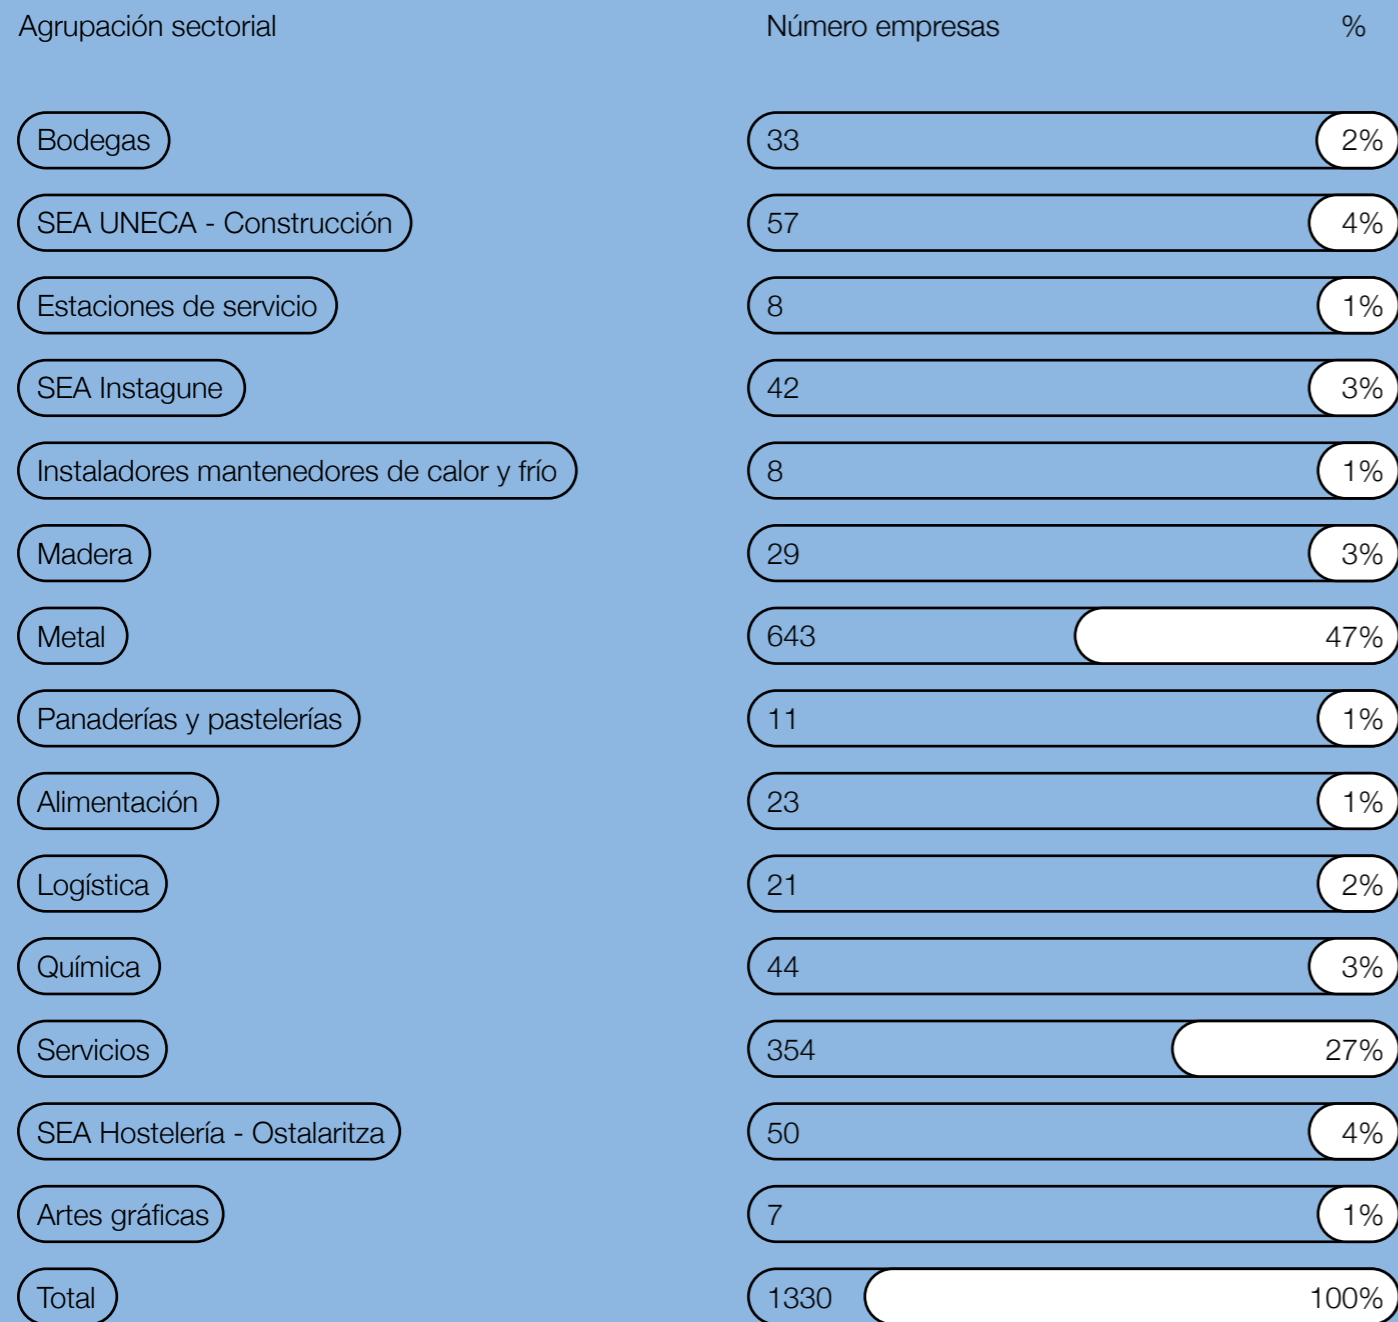 Agrupación sectorial Número empresas %
Bodegas 33 2%
SEA UNECA - Construcción 57 4%
Estaciones de servicio 8 1%
SEA Instagune 42 3%
Instaladores mantenedores de calor y frío 8 1%
Madera 29 3%
Metal 643 47%
Panaderías y pastelerías 11 1%
Alimentación 23 1%
Logística 21 2%
Química 44 3%
Servicios 354 27%
SEA Hostelería - Ostalaritza 50 4%
Artes gráficas 7 1%
Total 1330 100%